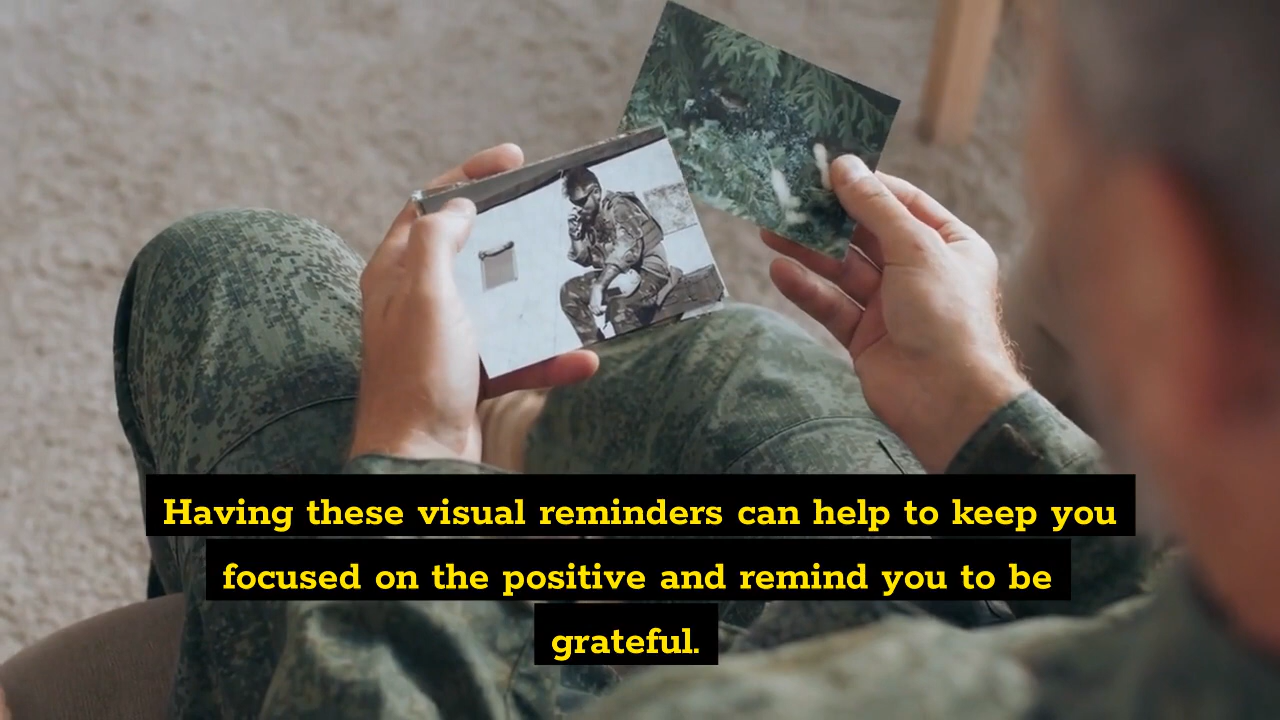 Having these visual reminders can help to keep you
focused on the positive and remind you to be
grateful.